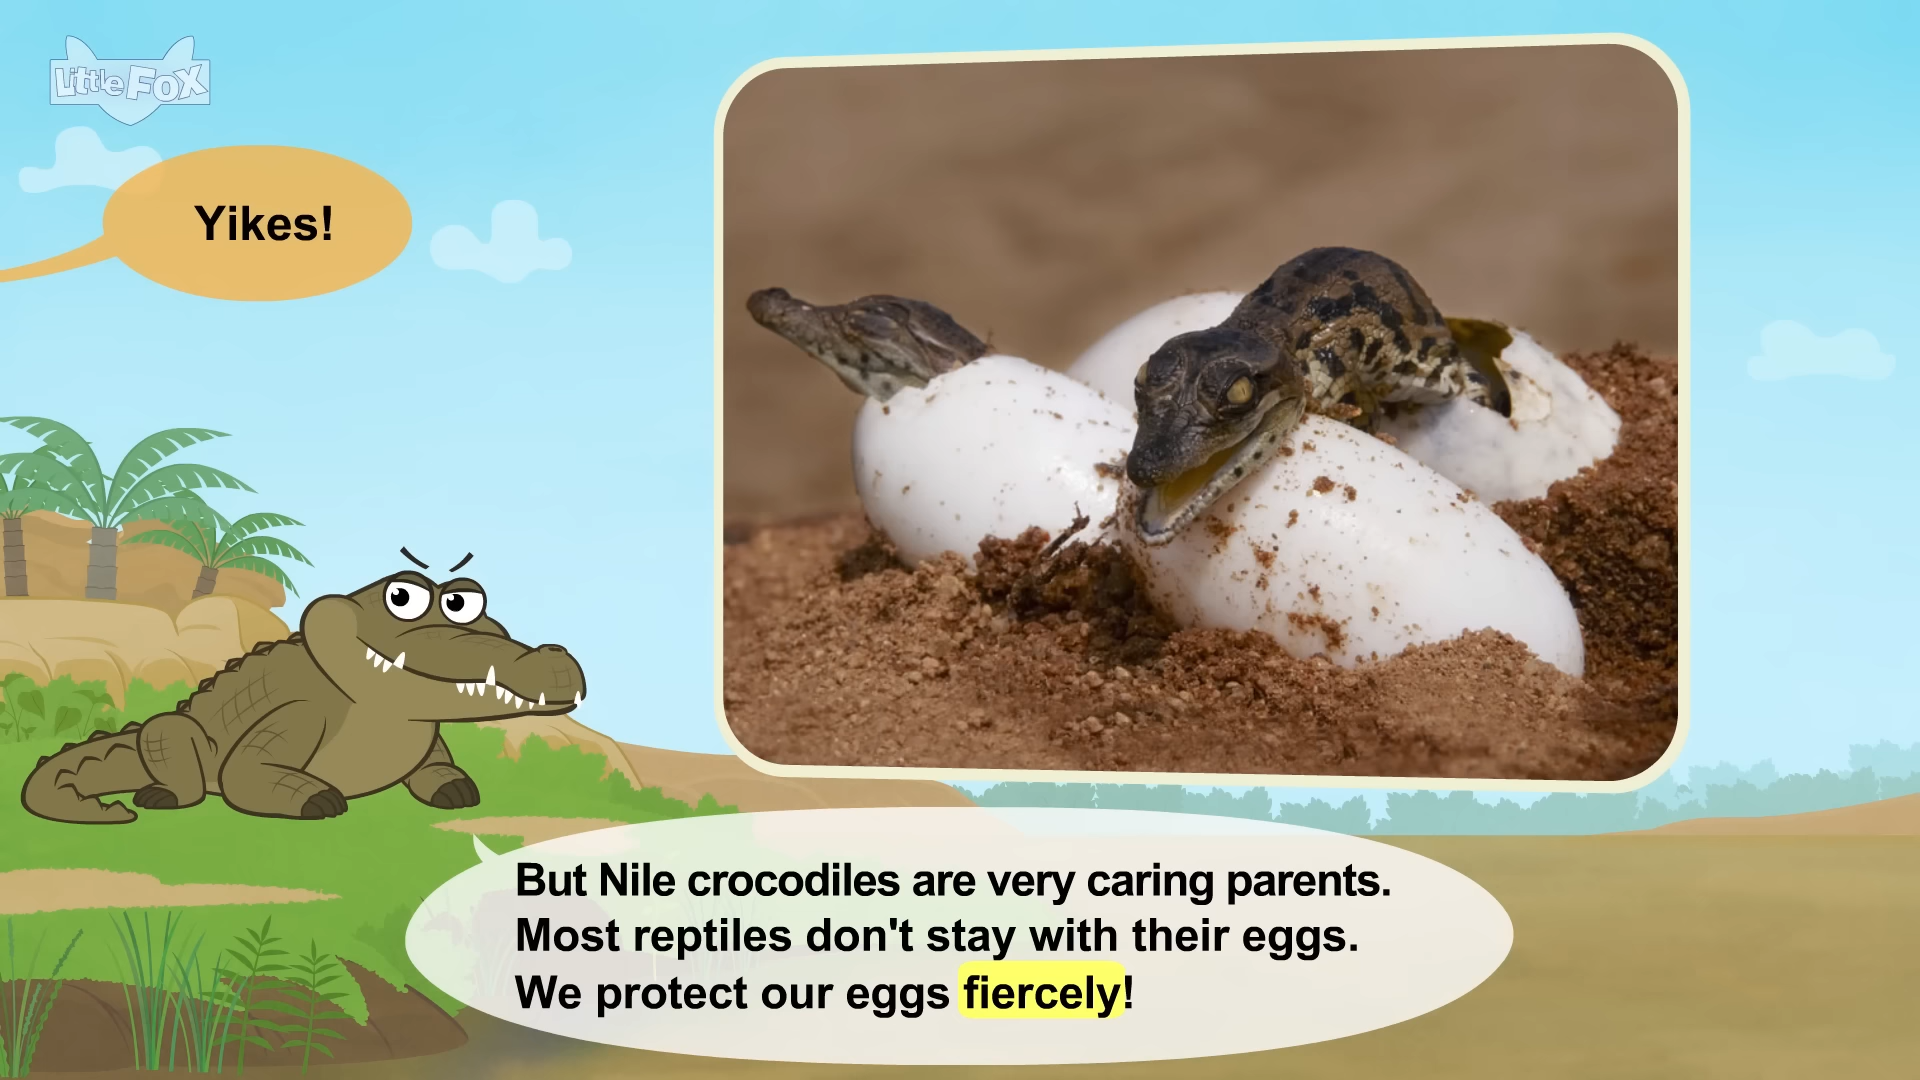 Little Fox
Yikes!
But Nile crocodiles are very caring parents.
Most reptiles don't stay with their eggs.
We protect our eggs fiercely!